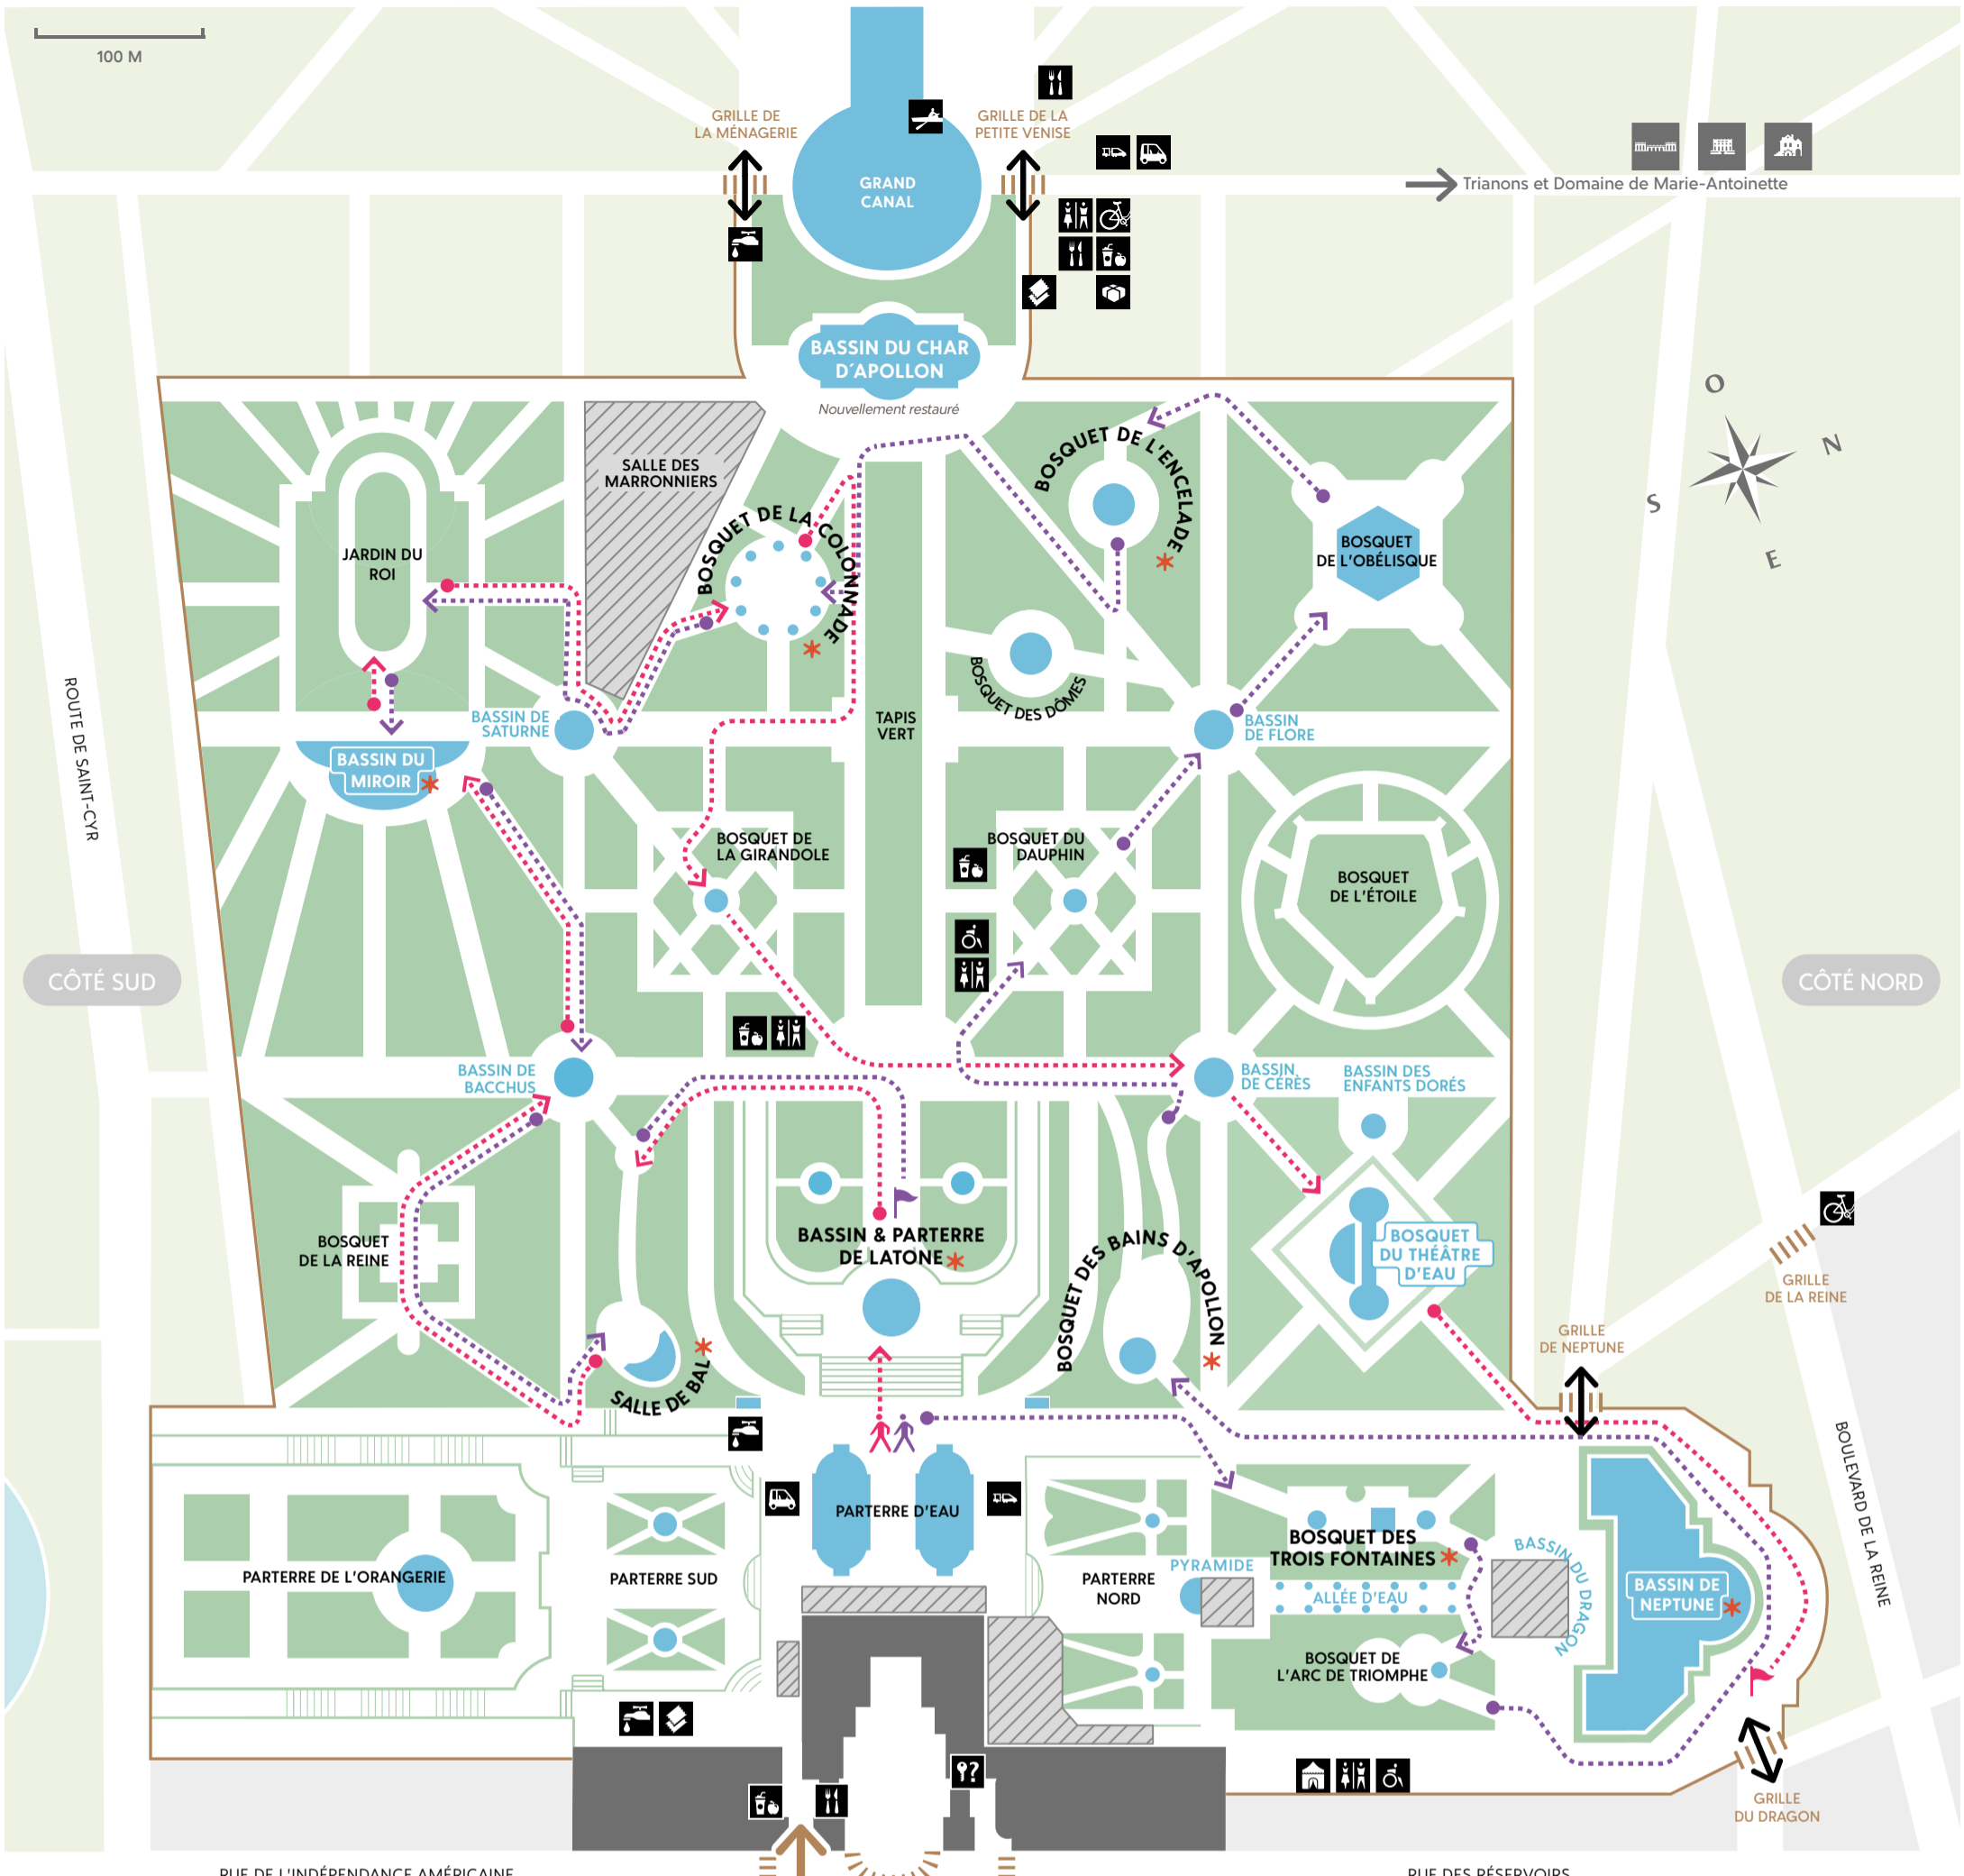 100 M
GRILLE DE
LA MÉNAGERIE
GRILLE DE LA
PETITE VENISE
GRAND
CANAL
Trianons et Domaine de Marie-Antoinette
BASSIN DU CHAR
D'APOLLON
Nouvellement restauré
O
N
S
E
SALLE DES
MARRONNIERS
BOSQUET DE L'ENCELADE
BOSQUET DE LA COLONNADE
JARDIN DU
ROI
BOSQUET
DE L'OBÉLISQUE
BOSQUET DES DÔMES
BASSIN DE
SATURNE
TAPIS
VERT
BASSIN
DE FLORE
BASSIN DU
MIROIR
ROUTE DE SAINT-CYR
BOSQUET DE
LA GIRANDOLE
BOSQUET DU
DAUPHIN
BOSQUET
DE L'ÉTOILE
CÔTÉ SUD
CÔTÉ NORD
BASSIN DE
BACCHUS
BASSIN
DE CÉRÈS
BASSIN DES
ENFANTS DORÉS
BOSQUET
DE LA REINE
BASSIN & PARTERRE
DE LATONE
BOSQUET DES BAINS D'APOLLON
BOSQUET
DU THÉÂTRE
D'EAU
GRILLE
DE LA REINE
GRILLE
DE NEPTUNE
SALLE DE BAL
BOULEVARD DE LA REINE
PARTERRE D'EAU
BOSQUET DES
TROIS FONTAINES
BASSIN DU DRAGON
PARTERRE DE L'ORANGERIE
PARTERRE SUD
PARTERRE
NORD
PYRAMIDE
ALLÉE D'EAU
BASSIN DE
NEPTUNE
BOSQUET DE
L'ARC DE TRIOMPHE
??
GRILLE
DU DRAGON
RUE DE L'INDÉPENDANCE AMÉRICAINE
RUE DES RÉSERVOIRS